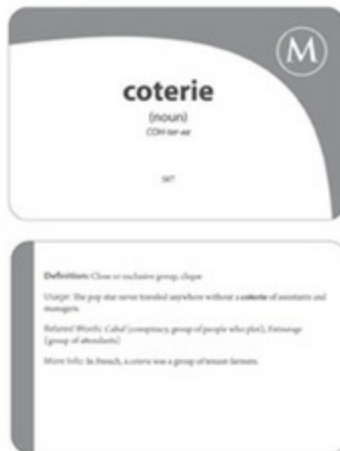 M
coterie
(noun)
COH-ter-ee
587
Definition: Close or exclusive group, clique
Usage: The pop star never traveled anywhere without a coterie of assistants and
managers.
Related Words: Cabal (conspiracy, group of people who plot), Entourage
(group of attendants)
More Info: In French, a coterie was a group of tenant farmers.